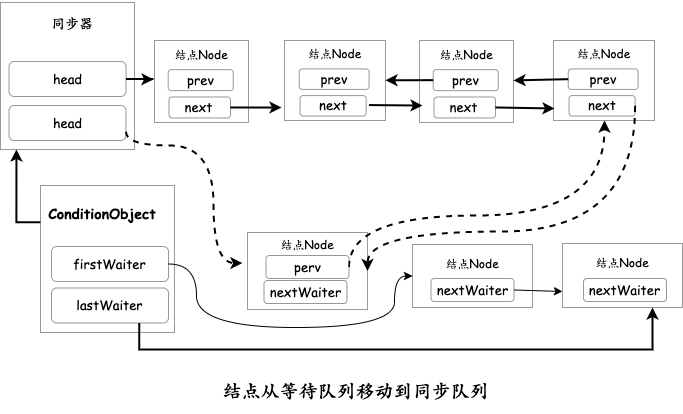 同步器
head
head
结点Node
prev
next
结点Node
prev
next
结点Node
prev
next
结点Node
prev
next
ConditionObject
firstWaiter
lastWaiter
结点Node
perv
nextWaiter
结点Node
nextWaiter
结点Node
nextWaiter
结点从等待队列移动到同步队列